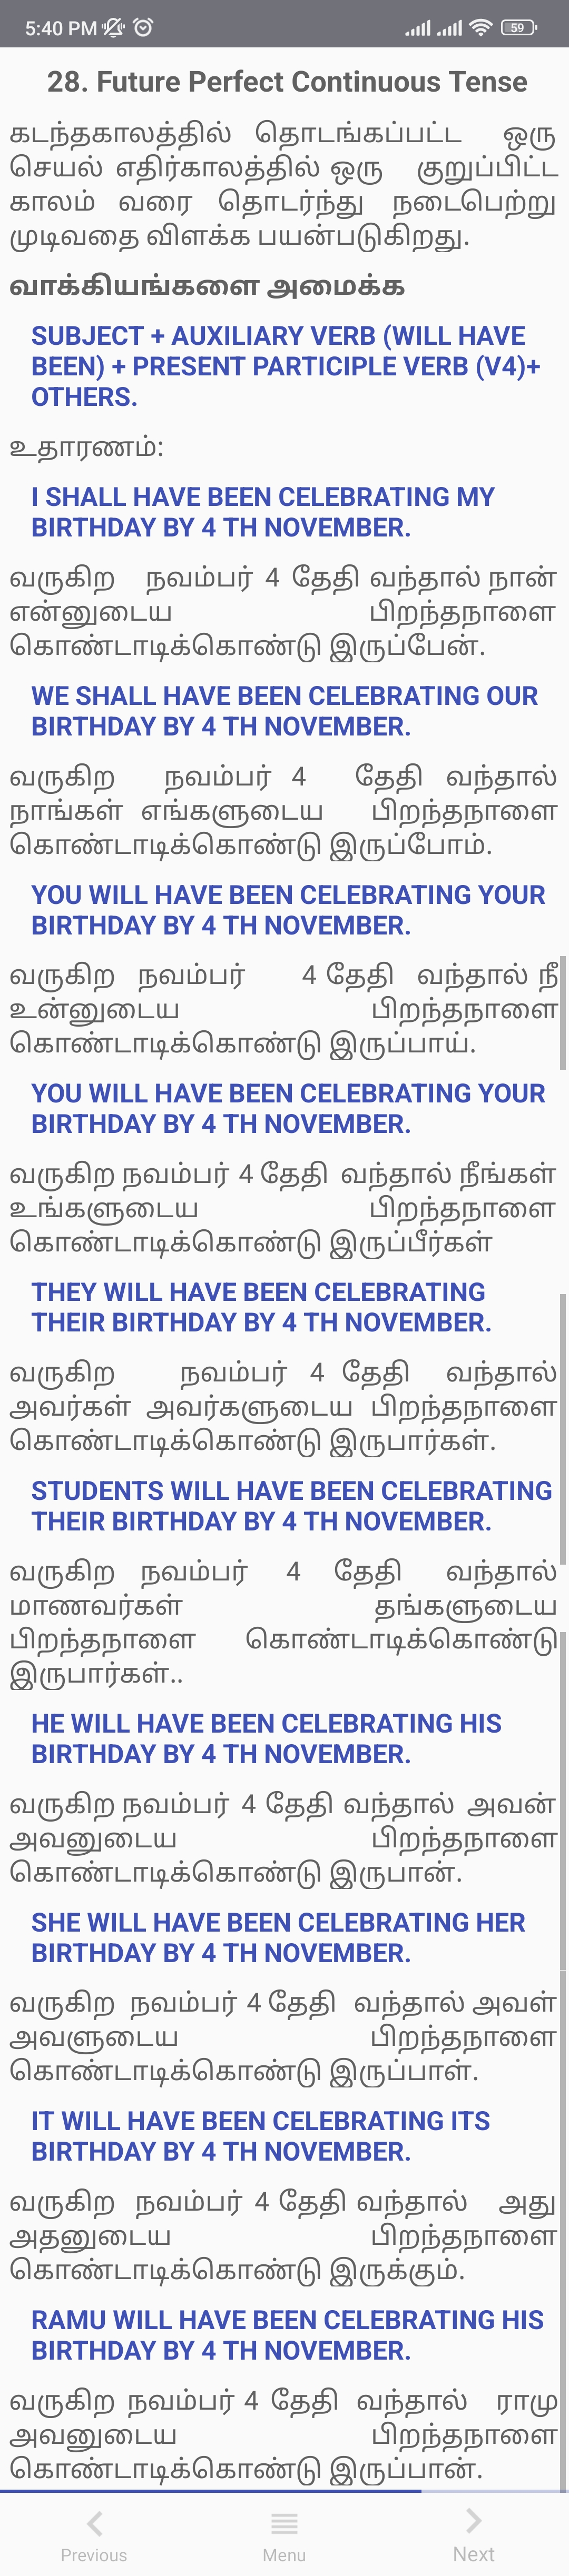 5:40 PM
59
28. Future Perfect Continuous Tense
கடந்தகாலத்தில் தொடங்கப்பட்ட ஒரு
செயல் எதிர்காலத்தில் ஒரு குறுப்பிட்ட
காலம் வரை தொடர்ந்து நடைபெற்று
முடிவதை விளக்க பயன்படுகிறது.
வாக்கியங்களை அமைக்க
SUBJECT + AUXILIARY VERB (WILL HAVE
BEEN) + PRESENT PARTICIPLE VERB (V4)+
OTHERS.
உதாரணம்:
I SHALL HAVE BEEN CELEBRATING MY
BIRTHDAY BY 4 TH NOVEMBER.
வருகிற நவம்பர் 4 தேதி வந்தால் நான்
என்னுடைய பிறந்தநாளை
கொண்டாடிக்கொண்டு இருப்பேன்.
WE SHALL HAVE BEEN CELEBRATING OUR
BIRTHDAY BY 4 TH NOVEMBER.
வருகிற நவம்பர் 4 தேதி வந்தால்
நாங்கள் எங்களுடைய பிறந்தநாளை
கொண்டாடிக்கொண்டு இருப்போம்.
YOU WILL HAVE BEEN CELEBRATING YOUR
BIRTHDAY BY 4 TH NOVEMBER.
வருகிற நவம்பர் 4 தேதி வந்தால் நீ
உன்னுடைய பிறந்தநாளை
கொண்டாடிக்கொண்டு இருப்பாய்.
YOU WILL HAVE BEEN CELEBRATING YOUR
BIRTHDAY BY 4 TH NOVEMBER.
வருகிற நவம்பர் 4 தேதி வந்தால் நீங்கள்
உங்களுடைய பிறந்தநாளை
கொண்டாடிக்கொண்டு இருப்பீர்கள்
THEY WILL HAVE BEEN CELEBRATING
THEIR BIRTHDAY BY 4 TH NOVEMBER.
வருகிற நவம்பர் 4 தேதி வந்தால்
அவர்கள் அவர்களுடைய பிறந்தநாளை
கொண்டாடிக்கொண்டு இருபார்கள்.
STUDENTS WILL HAVE BEEN CELEBRATING
THEIR BIRTHDAY BY 4 TH NOVEMBER.
வருகிற நவம்பர் 4 தேதி வந்தால்
மாணவர்கள் தங்களுடைய
பிறந்தநாளை கொண்டாடிக்கொண்டு
இருபார்கள்..
HE WILL HAVE BEEN CELEBRATING HIS
BIRTHDAY BY 4 TH NOVEMBER.
வருகிற நவம்பர் 4 தேதி வந்தால் அவன்
அவனுடைய பிறந்தநாளை
கொண்டாடிக்கொண்டு இருபான்.
SHE WILL HAVE BEEN CELEBRATING HER
BIRTHDAY BY 4 TH NOVEMBER.
வருகிற நவம்பர் 4 தேதி வந்தால் அவள்
அவளுடைய பிறந்தநாளை
கொண்டாடிக்கொண்டு இருப்பாள்.
IT WILL HAVE BEEN CELEBRATING ITS
BIRTHDAY BY 4 TH NOVEMBER.
வருகிற நவம்பர் 4 தேதி வந்தால் அது
அதனுடைய பிறந்தநாளை
கொண்டாடிக்கொண்டு இருக்கும்.
RAMU WILL HAVE BEEN CELEBRATING HIS
BIRTHDAY BY 4 TH NOVEMBER.
வருகிற நவம்பர் 4 தேதி வந்தால் ராமு
அவனுடைய பிறந்தநாளை
கொண்டாடிக்கொண்டு இருப்பான்.
Previous Menu Next